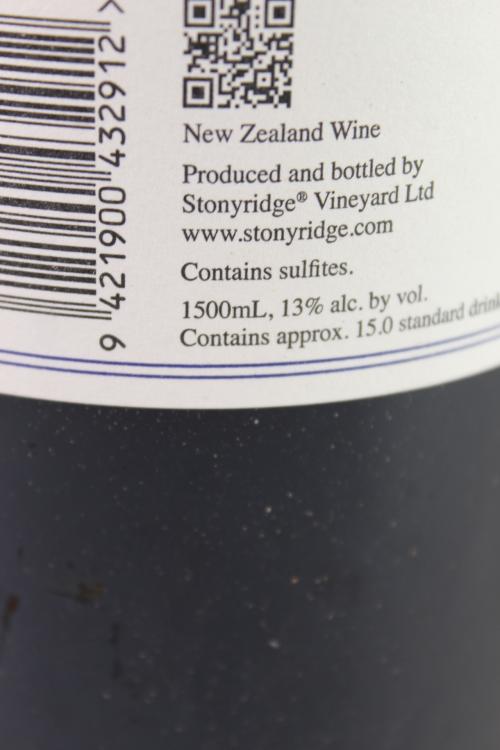 New Zealand Wine
Produced and bottled by
Stonyridge® Vineyard Ltd
www.stonyridge.com
Contains sulfites.
1500mL, 13% alc. by vol.
Contains approx. 15.0 standard drink
9 421900 432912 >